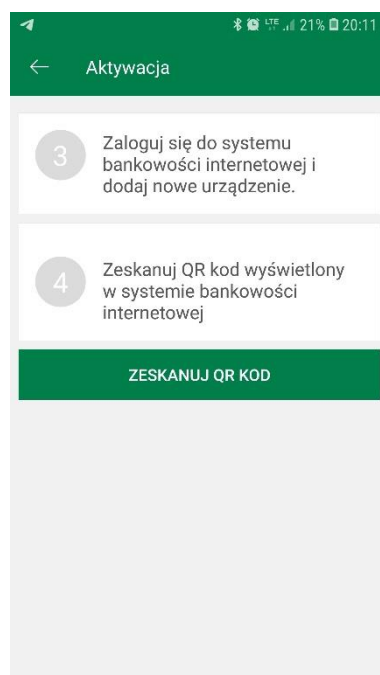 LTE 21% 20:11
Aktywacja
3
Zaloguj się do systemu
bankowości internetowej i
dodaj nowe urządzenie.
4
Zeskanuj QR kod wyświetlony
w systemie bankowości
internetowej
ZESKANUJ QR KOD